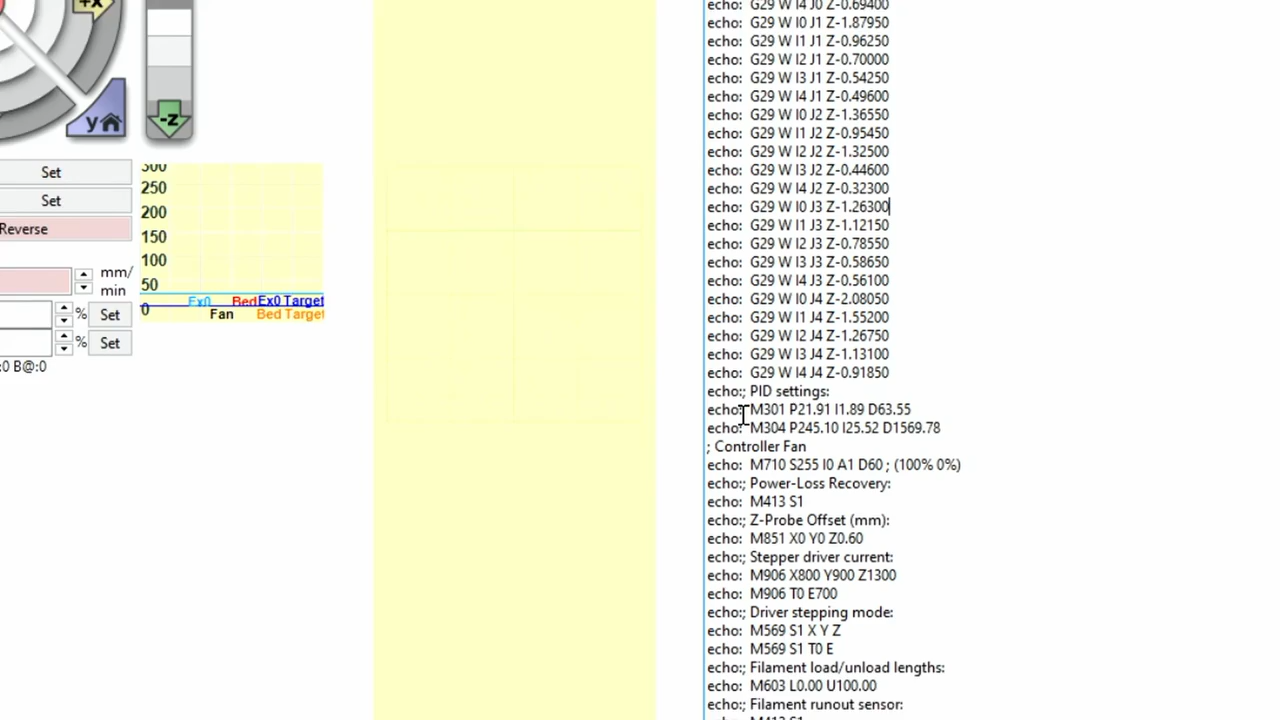 +X
y
-Z
Set
Set
Reverse
mm/
min
% Set
% Set
:0 B@:0
300
250
200
150
100
50
0
Ex0 Bed Ex0 Target
Fan Bed Target
echo: G29 W I4 J0 Z-0.69400
echo: G29 W I0 J1 Z-1.87950
echo: G29 W I1 J1 Z-0.96250
echo: G29 W I2 J1 Z-0.70000
echo: G29 W I3 J1 Z-0.54250
echo: G29 W I4 J1 Z-0.49600
echo: G29 W I0 J2 Z-1.36550
echo: G29 W I1 J2 Z-0.95450
echo: G29 W I2 J2 Z-1.32500
echo: G29 W I3 J2 Z-0.44600
echo: G29 W I4 J2 Z-0.32300
echo: G29 W I0 J3 Z-1.26300
echo: G29 W I1 J3 Z-1.12150
echo: G29 W I2 J3 Z-0.78550
echo: G29 W I3 J3 Z-0.58650
echo: G29 W I4 J3 Z-0.56100
echo: G29 W I0 J4 Z-2.08050
echo: G29 W I1 J4 Z-1.55200
echo: G29 W I2 J4 Z-1.26750
echo: G29 W I3 J4 Z-1.13100
echo: G29 W I4 J4 Z-0.91850
echo:; PID settings:
echo: M301 P21.91 I1.89 D63.55
echo: M304 P245.10 I25.52 D1569.78
; Controller Fan
echo: M710 S255 I0 A1 D60 ; (100% 0%)
echo:; Power-Loss Recovery:
echo: M413 S1
echo:; Z-Probe Offset (mm):
echo: M851 X0 Y0 Z0.60
echo:; Stepper driver current:
echo: M906 X800 Y900 Z1300
echo: M906 T0 E700
echo:; Driver stepping mode:
echo: M569 S1 X Y Z
echo: M569 S1 T0 E
echo:; Filament load/unload lengths:
echo: M603 L0.00 U100.00
echo:; Filament runout sensor:
echo: M412 S1